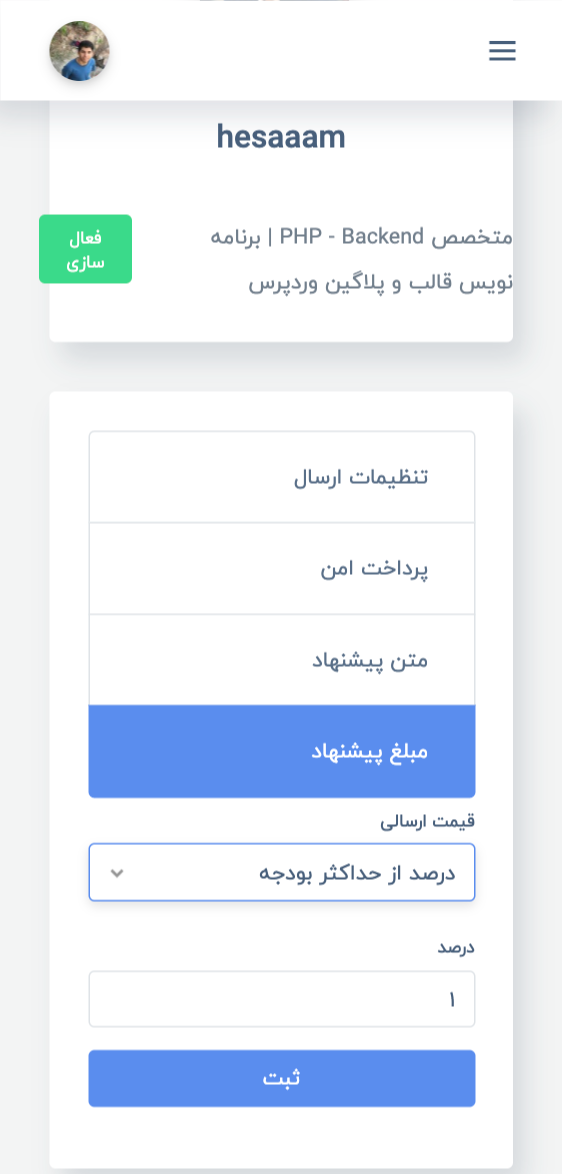 hesaaam
متخصص PHP - Backend | برنامه
نویس قالب و پلاگین وردپرس
فعال
سازی
تنظیمات ارسال
پرداخت امن
متن پیشنهاد
مبلغ پیشنهاد
قیمت ارسالی
درصد از حداکثر بودجه
درصد
۱
ثبت